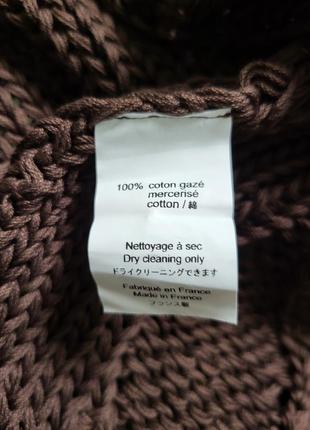 100% coton gazé
mercerisé
cotton / 綿
Nettoyage à sec
Dry cleaning only
ドライクリーニングできます
Fabriqué en France
Made in France
フランス製